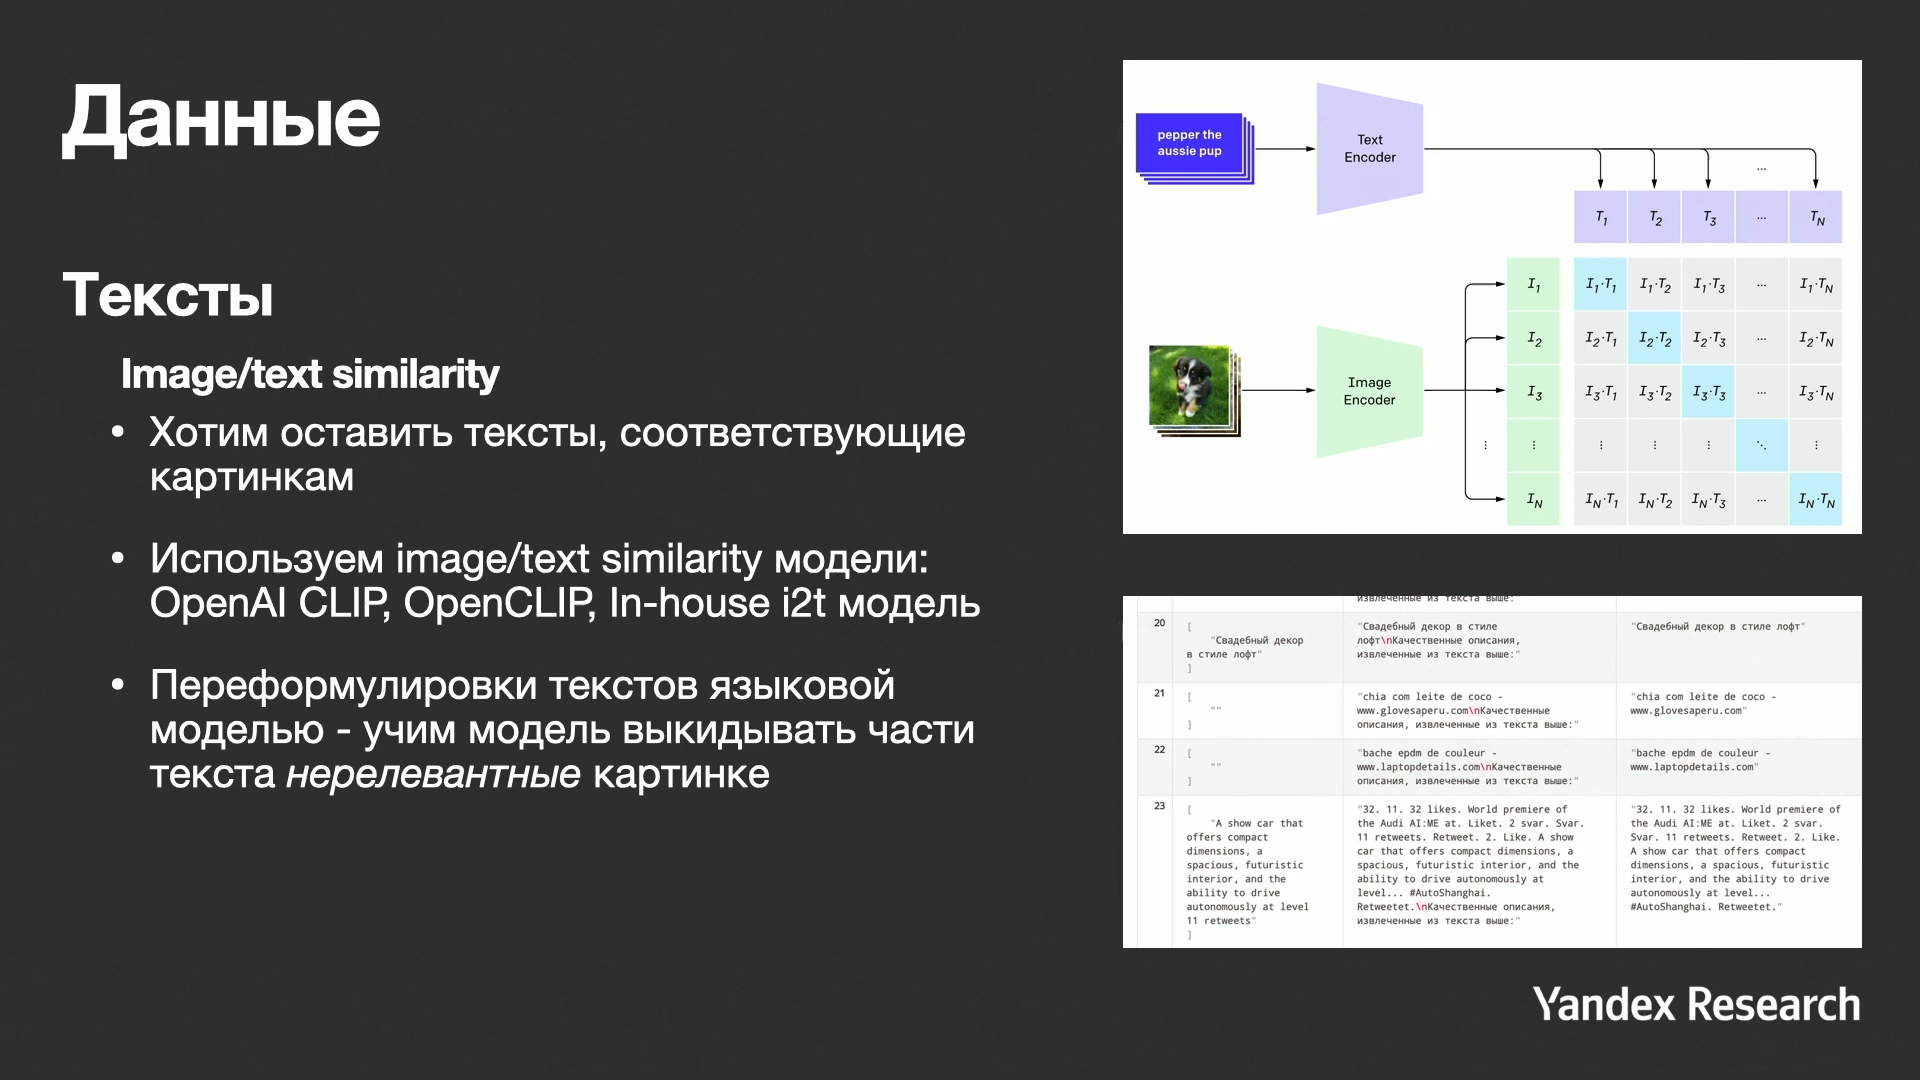 Данные
Тексты
Image/text similarity
• Хотим оставить тексты, соответствующие
картинкам
• Используем image/text similarity модели:
OpenAI CLIP, OpenCLIP, In-house i2t модель
• Переформулировки текстов языковой
моделью - учим модель выкидывать части
текста нерелевантные картинке
pepper the
aussie pup
Text
Encoder
...
T1 T2 T3 ... TN
Image
Encoder
I1 I1·T1 I1·T2 I1·T3 ... I1·TN
I2 I2·T1 I2·T2 I2·T3 ... I2·TN
I3 I3·T1 I3·T2 I3·T3 ... I3·TN
⋮ ⋮ ⋮ ⋮ ⋮ ⋱ ⋮
IN IN·T1 IN·T2 IN·T3 ... IN·TN
извлеченные из текста выше:"
20
[
"Свадебный декор
в стиле лофт"
]
"Свадебный декор в стиле
лофт\nКачественные описания,
извлеченные из текста выше:"
"Свадебный декор в стиле лофт"
21
[
""
]
"chia com leite de coco -
www.glovesaperu.com\nКачественные
описания, извлеченные из текста выше:"
"chia com leite de coco -
www.glovesaperu.com"
22
[
""
]
"bache epdm de couleur -
www.laptopdetails.com\nКачественные
описания, извлеченные из текста выше:"
"bache epdm de couleur -
www.laptopdetails.com"
23
[
"A show car that
offers compact
dimensions, a
spacious, futuristic
interior, and the
ability to drive
autonomously at level
11 retweets"
]
"32. 11. 32 likes. World premiere of
the Audi AI:ME at. Liket. 2 svar. Svar.
11 retweets. Retweet. 2. Like. A show
car that offers compact dimensions, a
spacious, futuristic interior, and the
ability to drive autonomously at
level... #AutoShanghai.
Retweetet.\nКачественные описания,
извлеченные из текста выше:"
"32. 11. 32 likes. World premiere of
the Audi AI:ME at. Liket. 2 svar.
Svar. 11 retweets. Retweet. 2. Like.
A show car that offers compact
dimensions, a spacious, futuristic
interior, and the ability to drive
autonomously at level...
#AutoShanghai. Retweetet."
Yandex Research